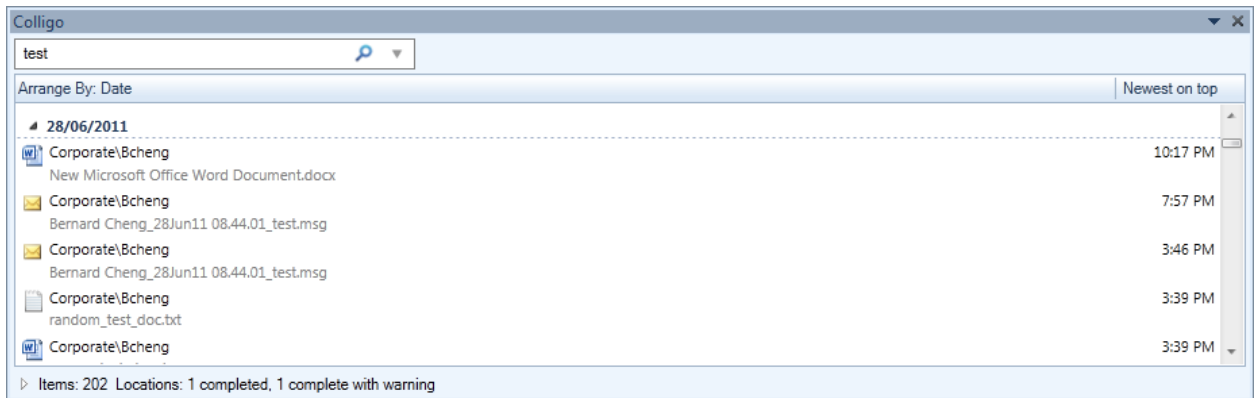 Colligo
test
Arrange By: Date Newest on top
28/06/2011
Corporate\Bcheng 10:17 PM
New Microsoft Office Word Document.docx
Corporate\Bcheng 7:57 PM
Bernard Cheng_28Jun11 08.44.01_test.msg
Corporate\Bcheng 3:46 PM
Bernard Cheng_28Jun11 08.44.01_test.msg
Corporate\Bcheng 3:39 PM
random_test_doc.txt
Corporate\Bcheng 3:39 PM
Items: 202 Locations: 1 completed, 1 complete with warning